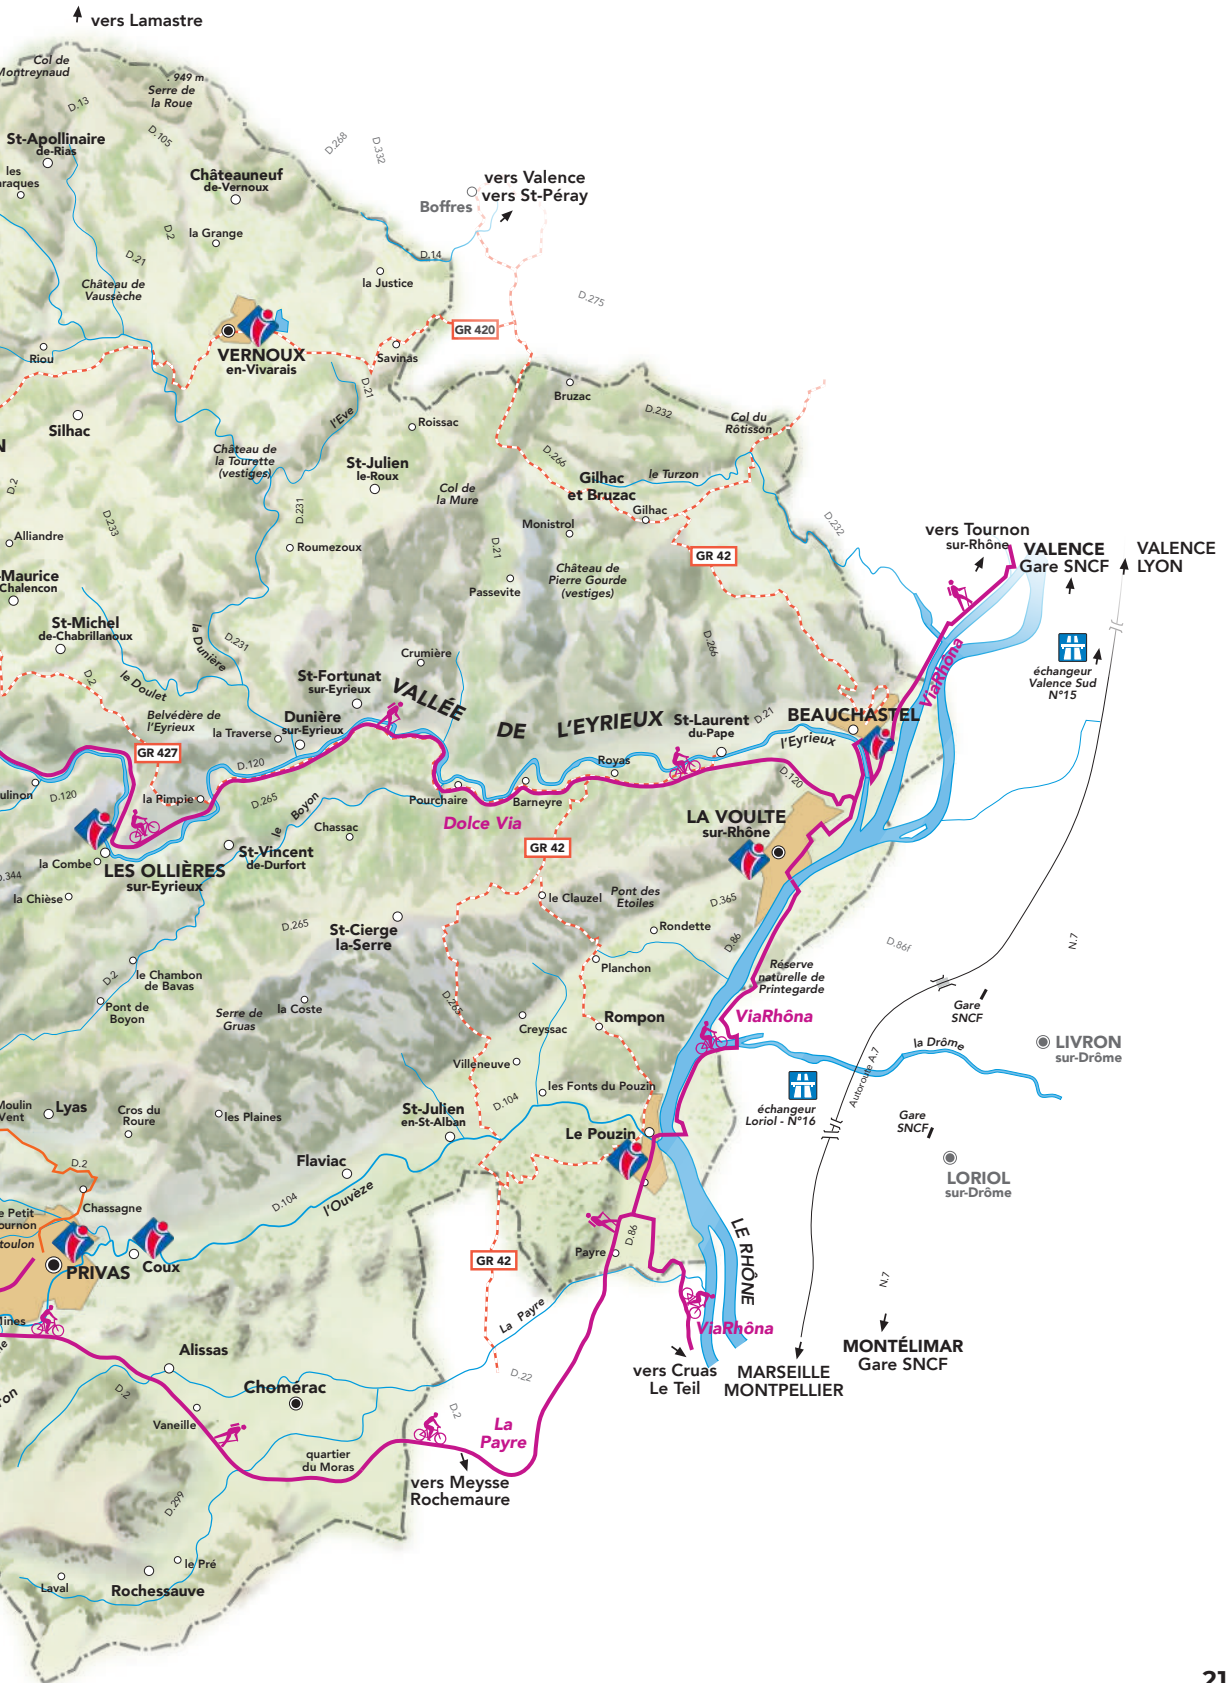 vers Lamastre
Col de
Montreynaud
. 949 m
Serre de
la Roue
D.13
D.105
D.268
D.332
St-Apollinaire
de-Rias
les
Châteauneuf
de-Vernoux
vers Valence
vers St-Péray
Boffres
D.2
la Grange
D.21
D.14
la Justice
Château de
Vaussèche
D.275
GR 420
Riou
VERNOUX
en-Vivarais
Savinas
D.21
Bruzac
D.232
Col du
Rôtisson
Silhac
N
l'Eve
Roissac
Château de
la Tourette
(vestiges)
St-Julien
le-Roux
D.266
Gilhac
et Bruzac
le Turzon
Col de
la Mure
D.2
D.233
D.231
Gilhac
Monistrol
D.232
Alliandre
Roumezoux
D.21
GR 42
vers Tournon
sur-Rhône
VALENCE
Gare SNCF
VALENCE
LYON
-Maurice
Chalencon
Passevite
Château de
Pierre Gourde
(vestiges)
St-Michel
de-Chabrillanoux
la Dunière
D.231
D.266
Crumière
ViaRhôna
échangeur
Valence Sud
N°15
D.2
le Doulet
St-Fortunat
sur-Eyrieux
VALLÉE
DE
L'EYRIEUX
Belvédère de
l'Eyrieux
la Traverse
Dunière
sur-Eyrieux
St-Laurent
du-Pape
D.21
BEAUCHASTEL
l'Eyrieux
GR 427
D.120
Royas
D.120
ulinon
D.120
la Pimpie
D.265
le Boyon
Pourchaire
Barneyre
Dolce Via
LA VOULTE
sur-Rhône
Chassac
GR 42
la Combe
LES OLLIÈRES
sur-Eyrieux
St-Vincent
de-Durfort
D.344
la Chièse
le Clauzel
Pont des
Etoiles
D.365
D.265
St-Cierge
la-Serre
Rondette
D.86
D.86f
N.7
D.2
le Chambon
de Bavas
Planchon
Réserve
naturelle de
Printegarde
Pont de
Boyon
Serre de
Gruas
la Coste
D.265
Creyssac
Rompon
ViaRhôna
Gare
SNCF
LIVRON
sur-Drôme
la Drôme
Villeneuve
Autoroute A.7
Moulin
Vent
Lyas
Cros du
Roure
les Plaines
St-Julien
en-St-Alban
D.104
les Fonts du Pouzin
échangeur
Loriol - N°16
Gare
SNCF
Le Pouzin
D.2
Flaviac
LORIOL
sur-Drôme
D.104
l'Ouvèze
e Petit
ournon
toulon
Chassagne
D.86
LE RHÔNE
Payre
PRIVAS
Coux
GR 42
N.7
La Payre
ViaRhôna
Mines
Alissas
vers Cruas
Le Teil
MARSEILLE
MONTPELLIER
MONTÉLIMAR
Gare SNCF
D.22
D.2
Chomérac
D.2
Vaneille
La
Payre
quartier
du Moras
vers Meysse
Rochemaure
D.299
le Pré
Laval
Rochessauve
21